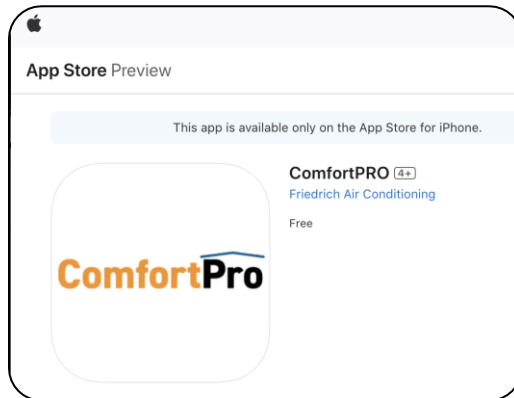 App Store Preview
This app is available only on the App Store for iPhone.
ComfortPRO 4+
Friedrich Air Conditioning
Free
ComfortPro